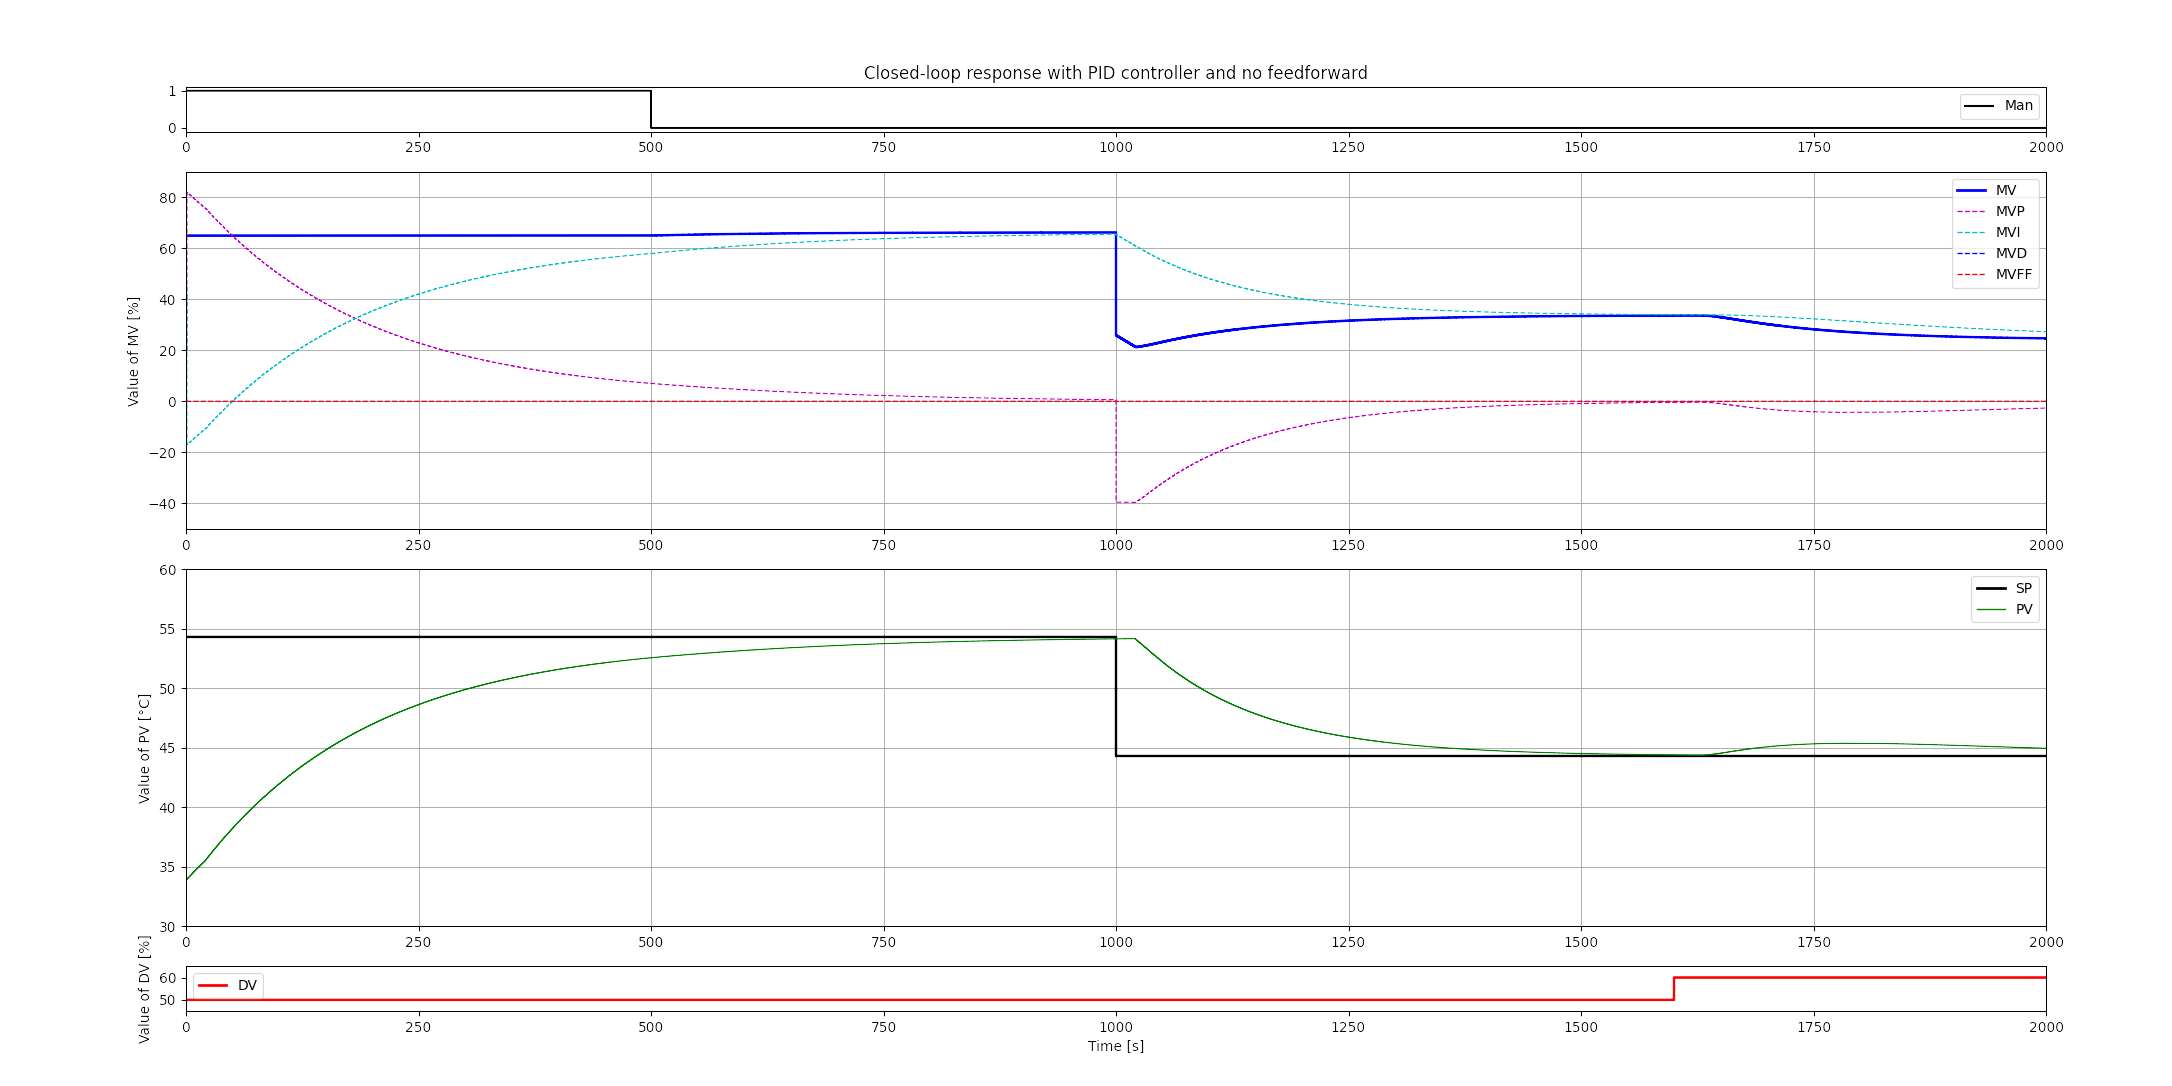 Closed-loop response with PID controller and no feedforward
1
0
Man
0 250 500 750 1000 1250 1500 1750 2000
Value of MV [%]
80
60
40
20
0
−20
−40
MV
MVP
MVI
MVD
MVFF
0 250 500 750 1000 1250 1500 1750 2000
Value of PV [°C]
60
55
50
45
40
35
30
SP
PV
0 250 500 750 1000 1250 1500 1750 2000
Value of DV [%]
60
50
DV
0 250 500 750 1000 1250 1500 1750 2000
Time [s]